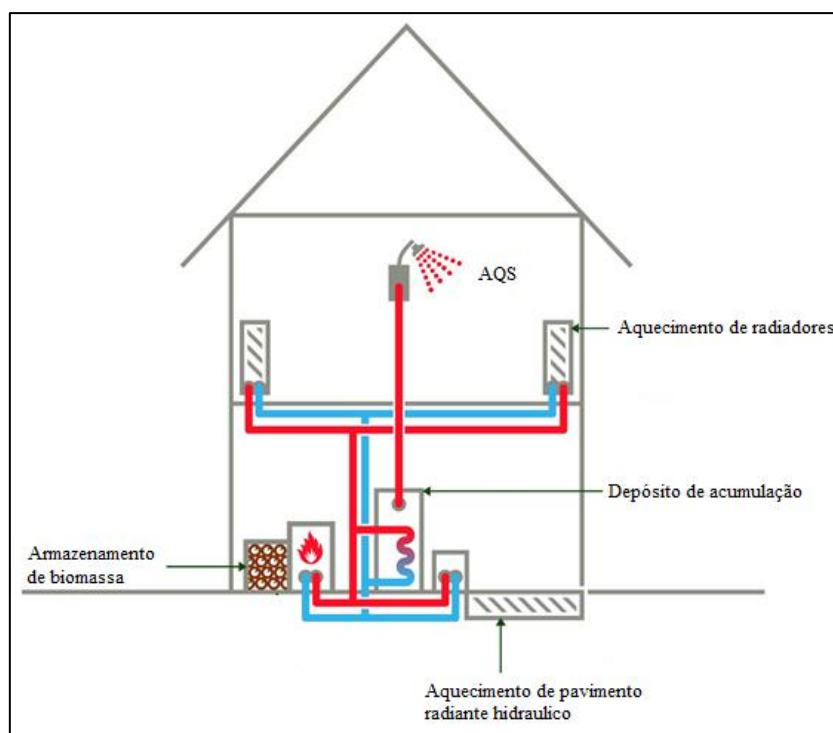 AQS
Aquecimento de radiadores
Depósito de acumulação
Armazenamento
de biomassa
Aquecimento de pavimento
radiante hidraulico